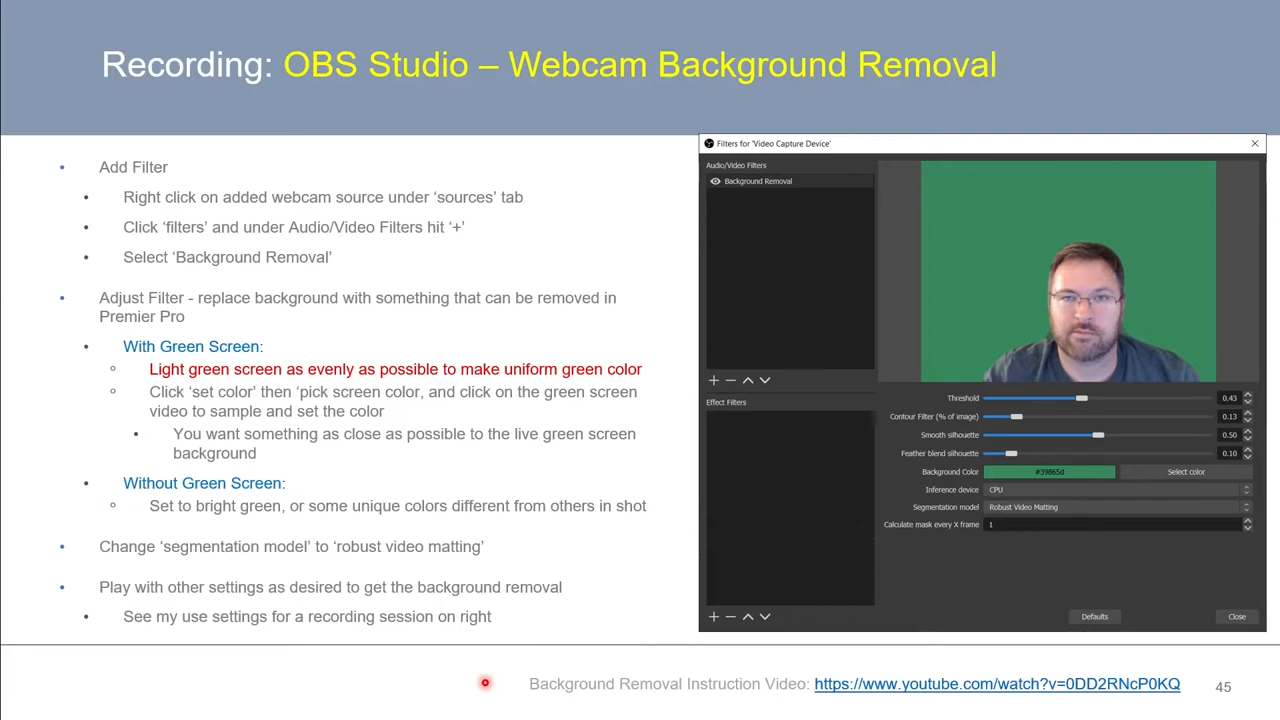 Recording: OBS Studio – Webcam Background Removal
• Add Filter
• Right click on added webcam source under ‘sources’ tab
• Click ‘filters’ and under Audio/Video Filters hit ‘+’
• Select ‘Background Removal’
• Adjust Filter - replace background with something that can be removed in
Premier Pro
• With Green Screen:
○ Light green screen as evenly as possible to make uniform green color
○ Click ‘set color’ then ‘pick screen color, and click on the green screen
video to sample and set the color
• You want something as close as possible to the live green screen
background
• Without Green Screen:
○ Set to bright green, or some unique colors different from others in shot
• Change ‘segmentation model’ to ‘robust video matting’
• Play with other settings as desired to get the background removal
• See my use settings for a recording session on right
Filters for 'Video Capture Device'
Audio/Video Filters
Background Removal
Effect Filters
Threshold 0.43
Contour Filter (% of image) 0.13
Smooth silhouette 0.50
Feather blend silhouette 0.10
Background Color #39865d Select color
Inference device CPU
Segmentation model Robust Video Matting
Calculate mask every X frame 1
Defaults Close
Background Removal Instruction Video: https://www.youtube.com/watch?v=0DD2RNcP0KQ 45